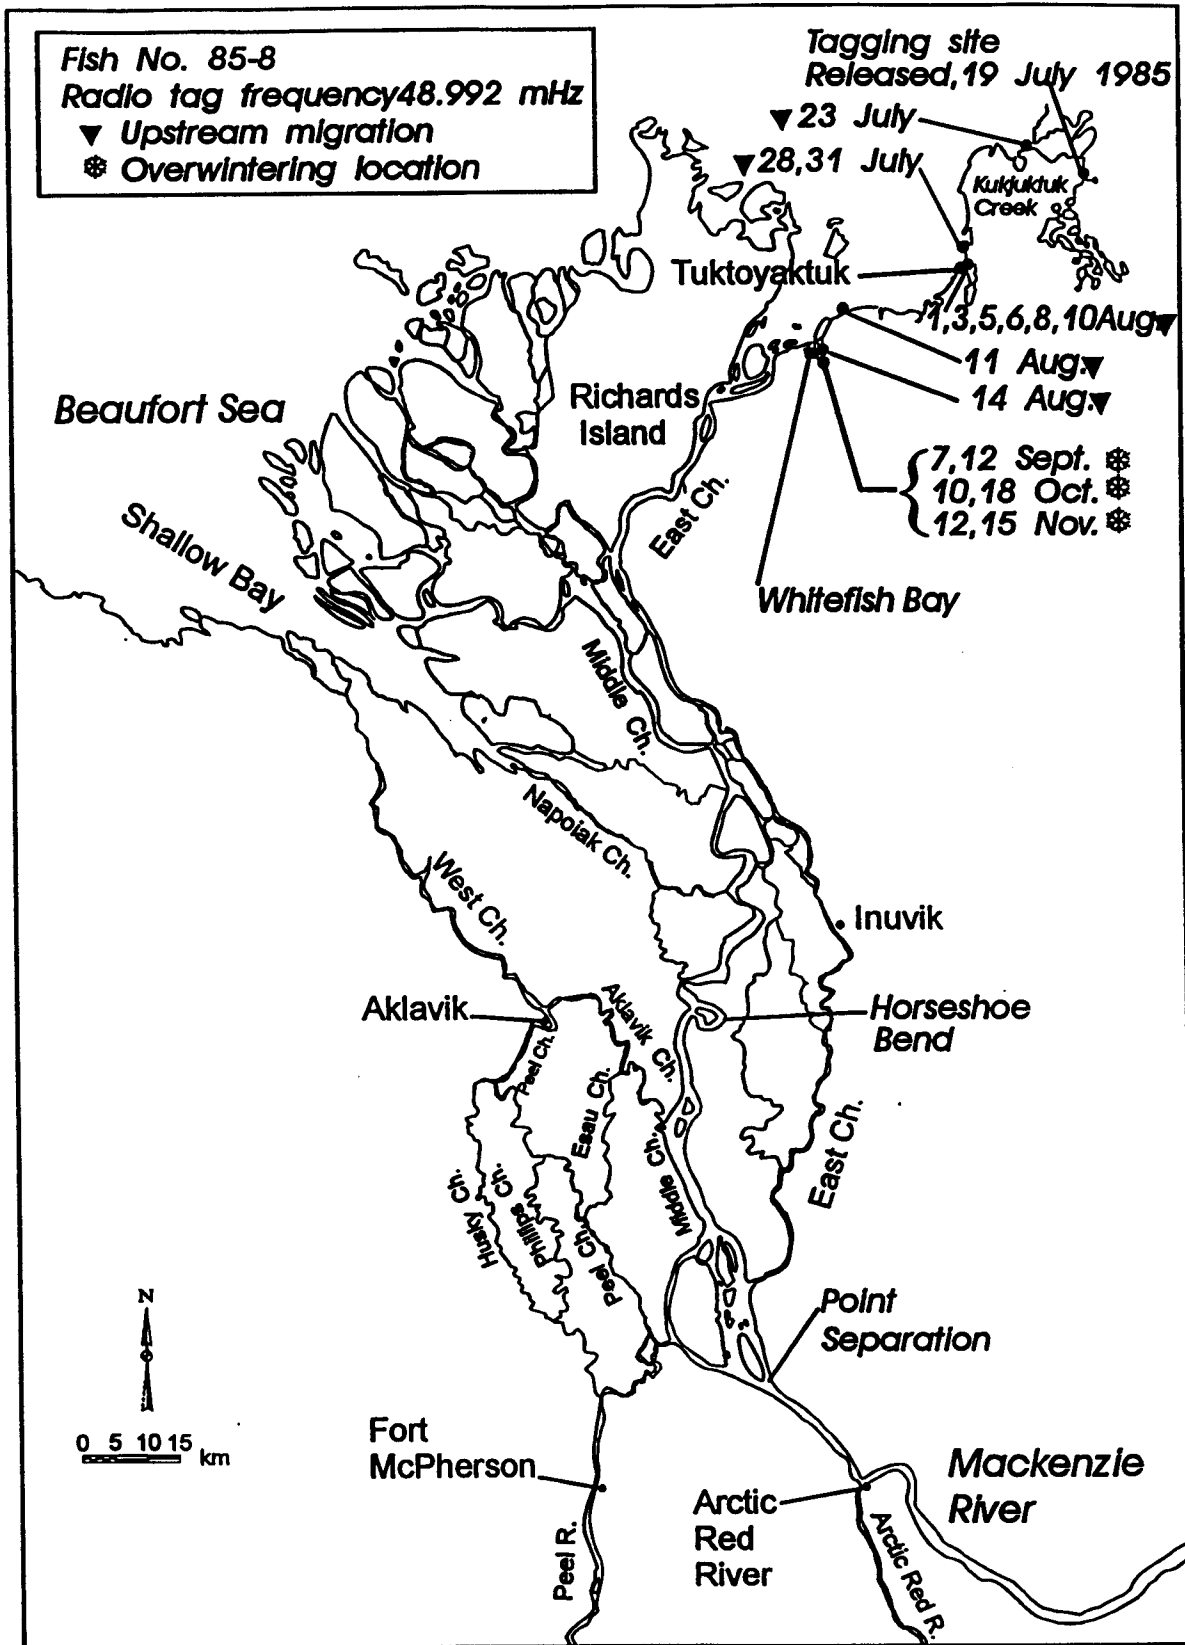 Fish No. 85-8
Radio tag frequency48.992 mHz
▼ Upstream migration
❄ Overwintering location
Tagging site
Released,19 July 1985
▼23 July
▼28,31 July
Kukjuktuk
Creek
Tuktoyaktuk
1,3,5,6,8,10Aug.▼
11 Aug.▼
14 Aug.▼
Richards
Island
Beaufort Sea
7,12 Sept. ❄
10,18 Oct. ❄
12,15 Nov. ❄
East Ch.
Shallow Bay
Whitefish Bay
Middle Ch.
Napoiak Ch.
West Ch.
Inuvik
Aklavik
Aklavik Ch.
Horseshoe
Bend
Peel Ch.
Esau Ch.
East Ch.
Middle Ch.
Husky Ch.
Phillips Ch.
Peel Ch.
N
Point
Separation
0 5 10 15 km
Fort
McPherson
Mackenzie
River
Arctic
Red
River
Peel R.
Arctic Red R.